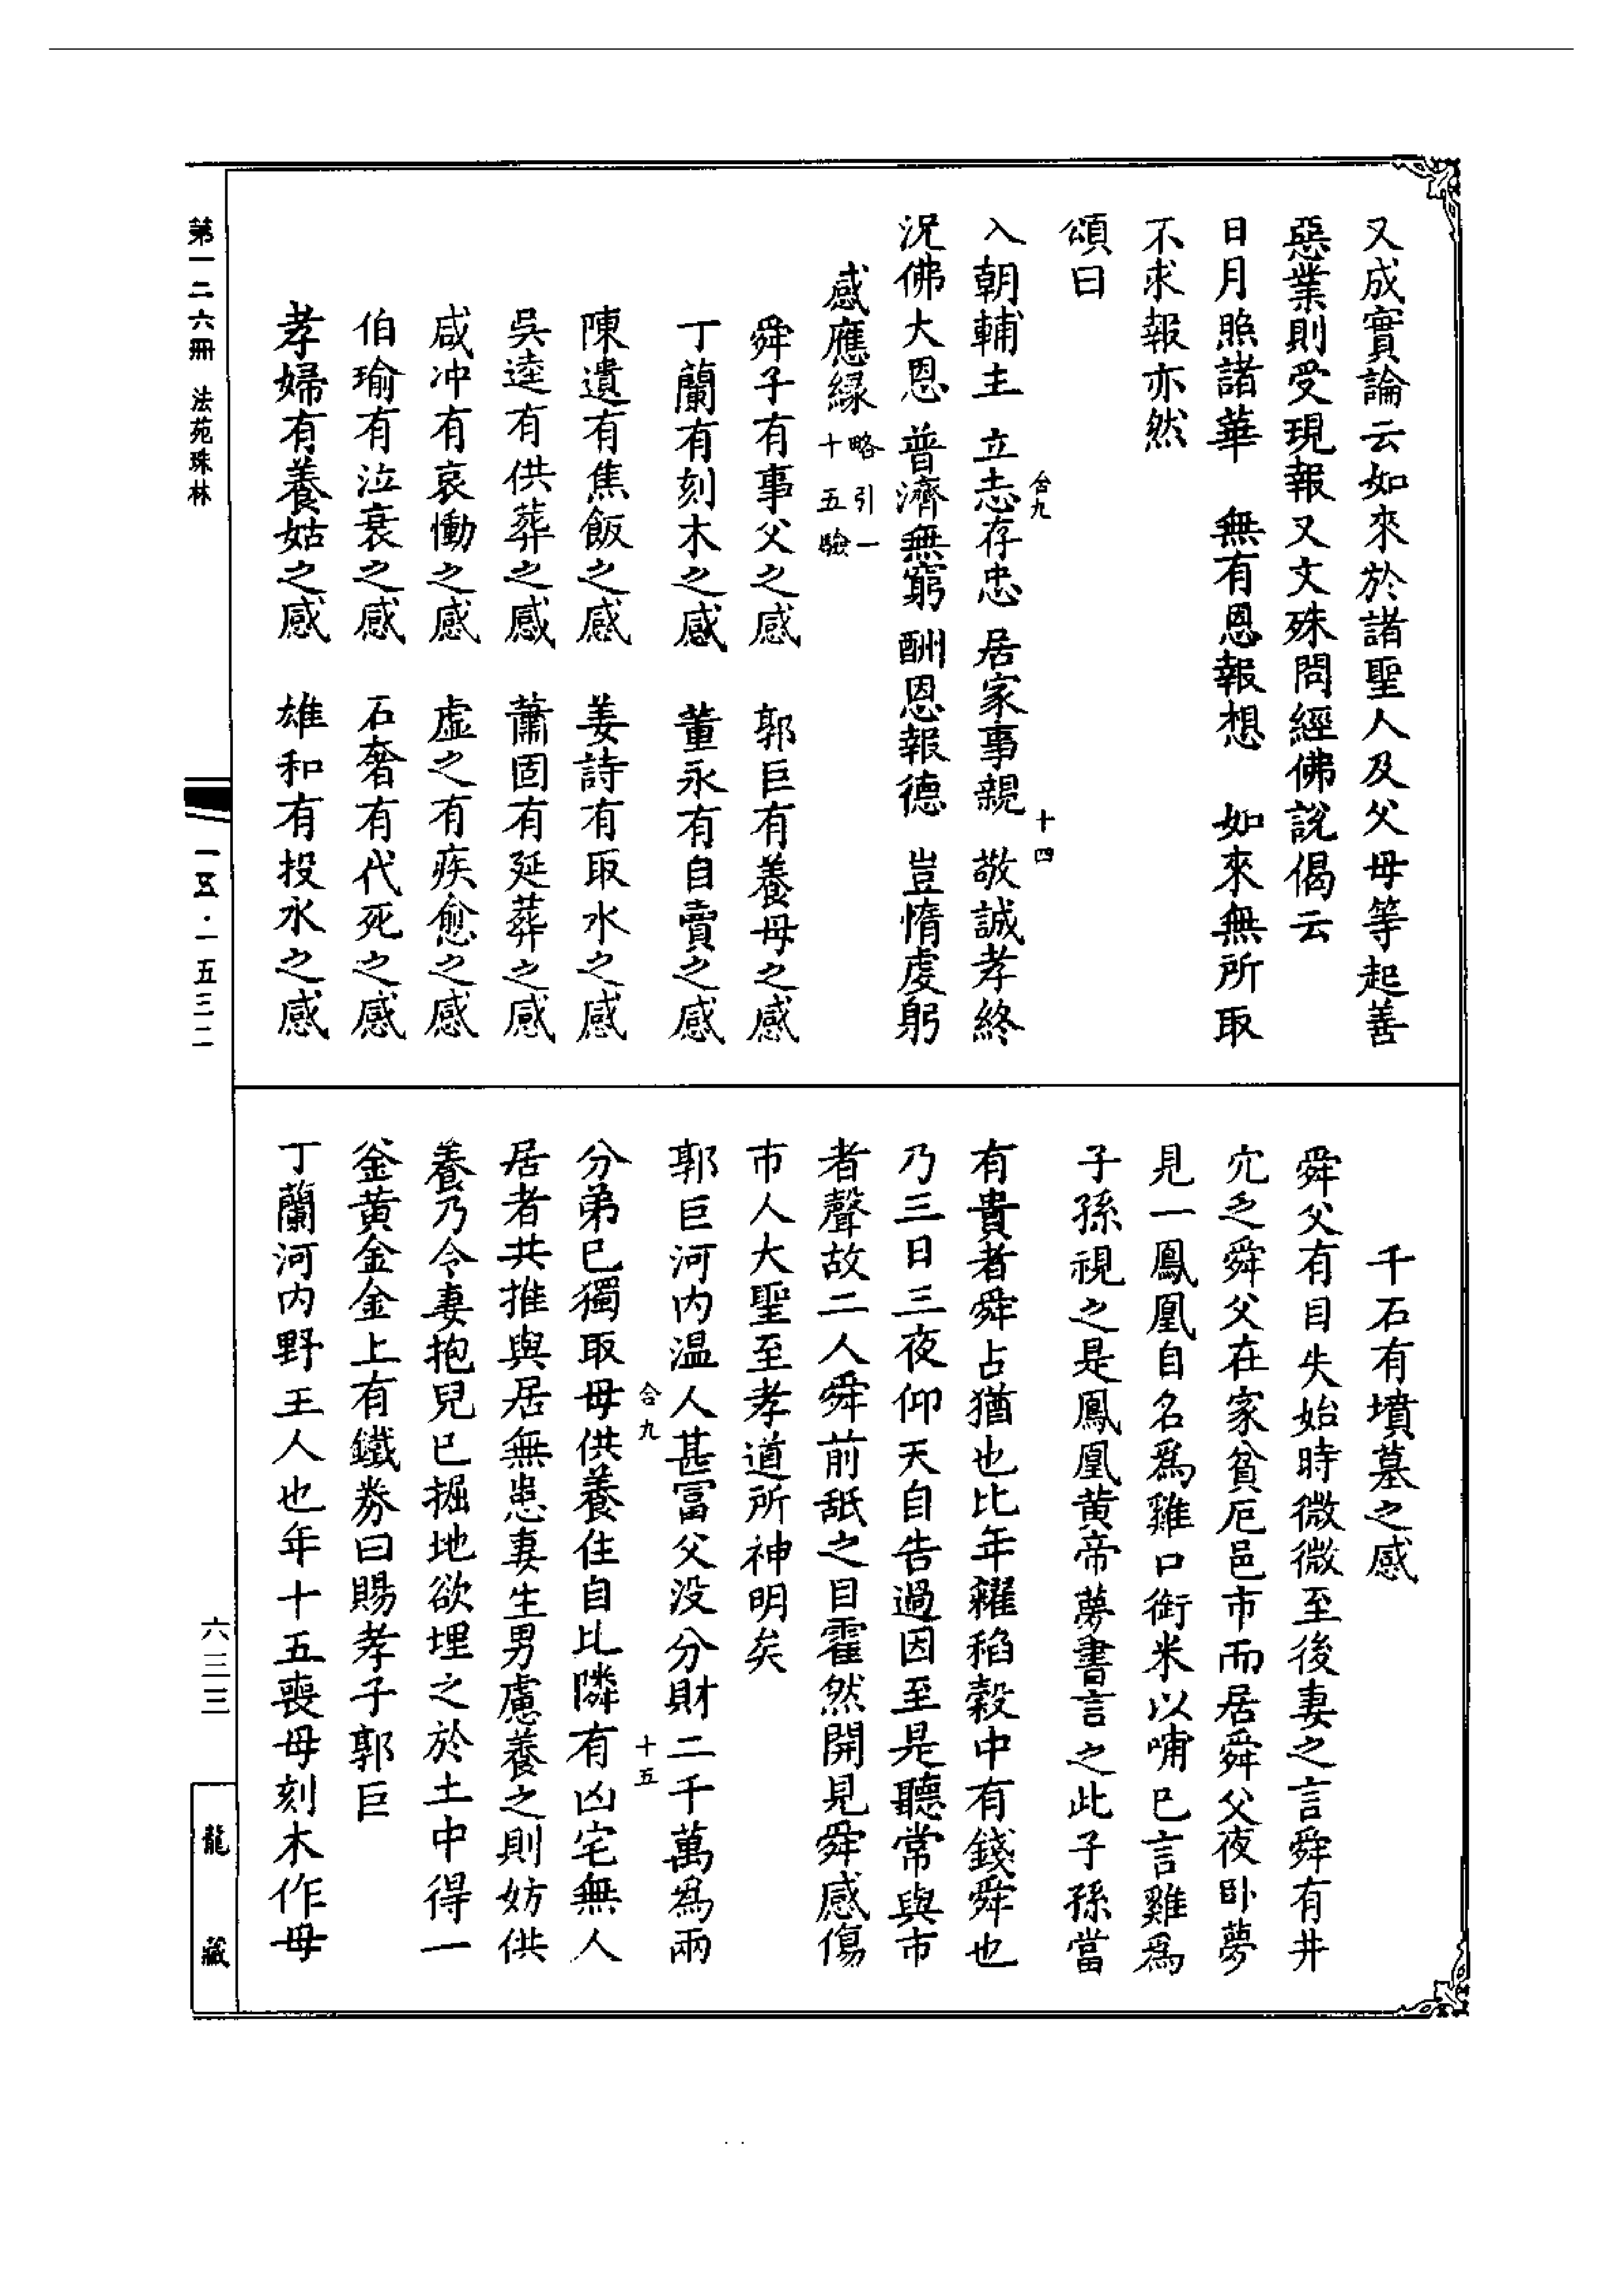 又成實論云如來於諸聖人及父母等起善
惡業則受現報又文殊問經佛說偈云
日月照諸華　無有恩報想　如來無所取
不求報亦然
頌曰
入朝輔主　立志存忠　居家事親　敬誠孝終
合九　十四
況佛大恩　普濟無窮　酬恩報德　豈惰虔躬
感應緣略引一十五驗
舜子有事父之感　郭巨有養母之感
丁蘭有刻木之感　董永有自賣之感
陳遺有焦飯之感　姜詩有取水之感
吳逵有供葬之感　蕭固有延葬之感
咸冲有哀慟之感　虛之有疾愈之感
伯瑜有泣衰之感　石奢有代死之感
孝婦有養姑之感　雄和有投水之感
千石有墳墓之感
舜父有目失始時微微至後妻之言舜有井
穴乏舜父在家貧厄邑市而居舜父夜卧夢
見一鳳凰自名為雞口銜米以哺已言雞為
子孫視之是鳳凰黃帝夢書言之此子孫當
有貴者舜占猶也比年糴稻穀中有錢舜也
乃三日三夜仰天自告過因至是聽常與市
者聲故二人舜前舐之目霍然開見舜感傷
市人大聖至孝道所神明矣
郭巨河內温人甚富父没分財二千萬為兩
合九　十五
分弟已獨取母供養住自比隣有凶宅無人
居者共推與居無患妻生男慮養之則妨供
養乃令妻抱兒已掘地欲埋之於土中得一
釜黃金金上有鐵券曰賜孝子郭巨
丁蘭河內野王人也年十五喪母刻木作母
第一二六冊　法苑珠林
一五·一五三二
六三三
龍藏